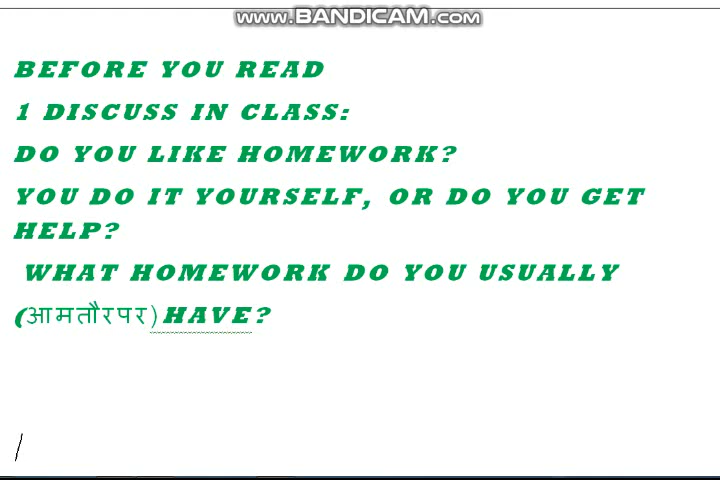 www.BANDICAM.com
BEFORE YOU READ
1 DISCUSS IN CLASS:
DO YOU LIKE HOMEWORK?
YOU DO IT YOURSELF, OR DO YOU GET
HELP?
WHAT HOMEWORK DO YOU USUALLY
(आमतौरपर)HAVE?